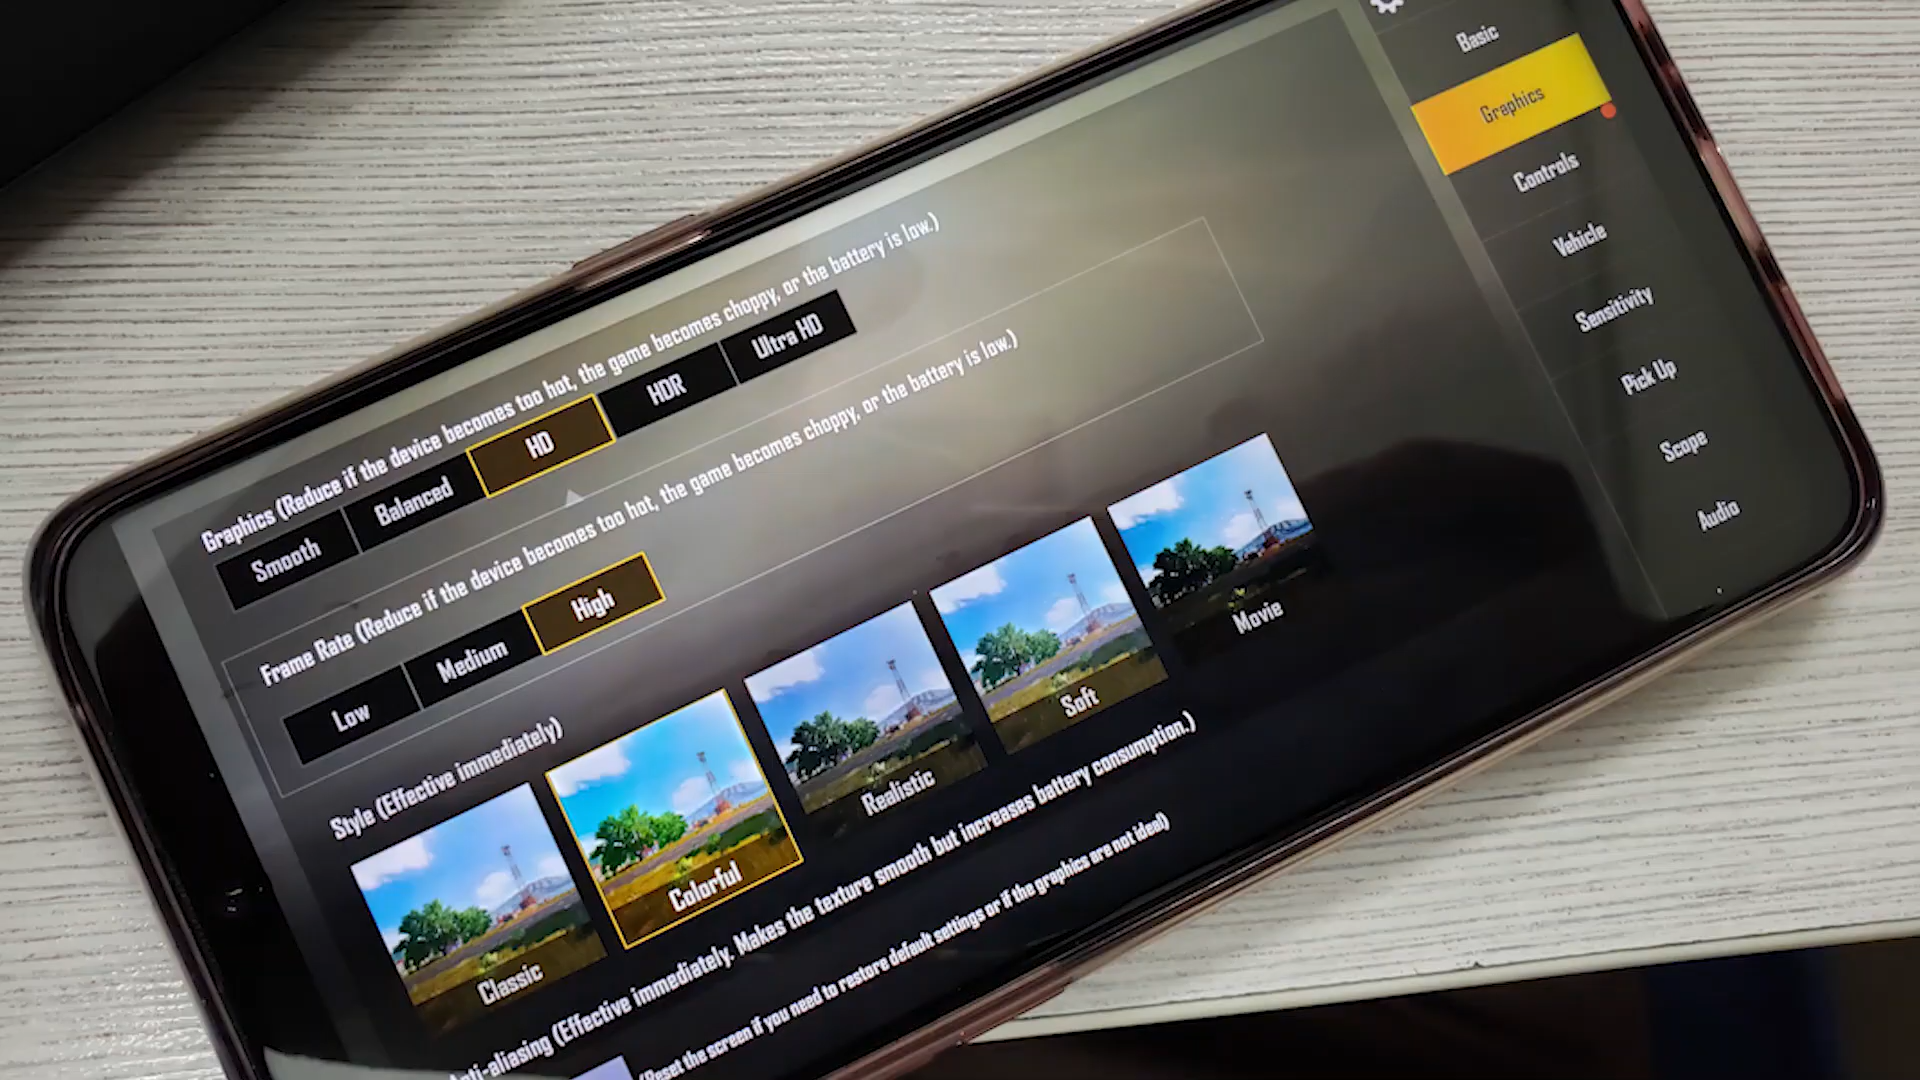 Graphics (Reduce if the device becomes too hot, the game becomes choppy, or the battery is low.)
Smooth Balanced HD HDR Ultra HD
Frame Rate (Reduce if the device becomes too hot, the game becomes choppy, or the battery is low.)
Low Medium High
Style (Effective immediately)
Classic Colorful Realistic Soft Movie
nti-aliasing (Effective immediately. Makes the texture smooth but increases battery consumption.)
(Reset the screen if you need to restore default settings or if the graphics are not ideal)
Basic
Graphics
Controls
Vehicle
Sensitivity
Pick Up
Scope
Audio